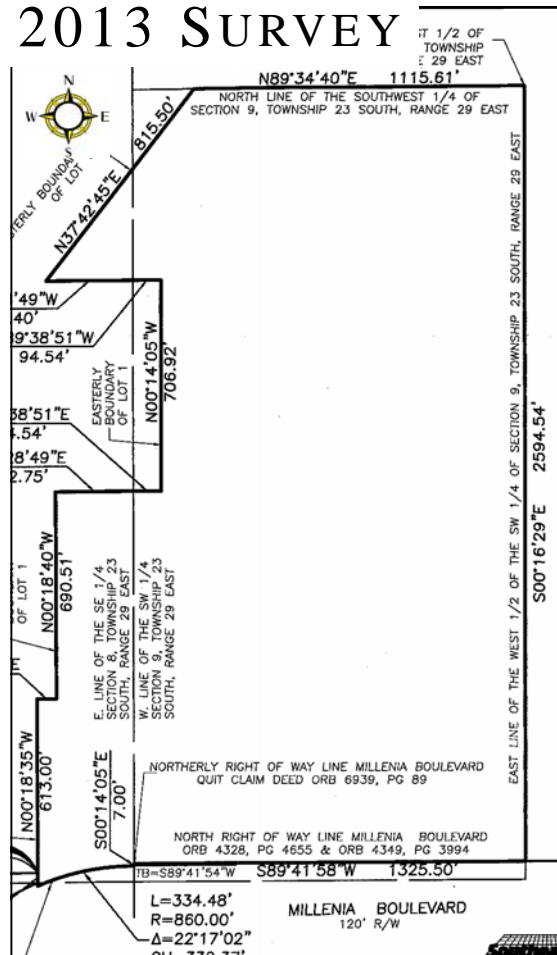 2013 SURVEY
ST 1/2 OF
TOWNSHIP
E 29 EAST
N89°34'40"E 1115.61'
NORTH LINE OF THE SOUTHWEST 1/4 OF
SECTION 9, TOWNSHIP 23 SOUTH, RANGE 29 EAST
N
W E
S
815.50'
N37°42'45"E
TERLY BOUNDA
OF LOT
'49"W
40'
89°38'51"W
94.54'
EASTERLY
BOUNDARY
OF LOT 1
N00°14'05"W
706.92'
38'51"E
4.54'
28'49"E
2.75'
EAST LINE OF THE WEST 1/2 OF THE SW 1/4 OF SECTION 9, TOWNSHIP 23 SOUTH, RANGE 29 EAST
S00°16'29"E 2594.54'
OF LOT 1
N00°18'40"W
690.51'
E. LINE OF THE SE 1/4
SECTION 8, TOWNSHIP 23
SOUTH, RANGE 29 EAST
W. LINE OF THE SW 1/4
SECTION 9, TOWNSHIP 23
SOUTH, RANGE 29 EAST
E
N00°18'35"W
613.00'
S00°14'05"E
7.00'
NORTHERLY RIGHT OF WAY LINE MILLENIA BOULEVARD
QUIT CLAIM DEED ORB 6939, PG 89
NORTH RIGHT OF WAY LINE MILLENIA BOULEVARD
ORB 4328, PG 4655 & ORB 4349, PG 3994
TB=S89°41'54"W S89°41'58"W 1325.50'
L=334.48'
R=860.00'
Δ=22°17'02"
MILLENIA BOULEVARD
120' R/W